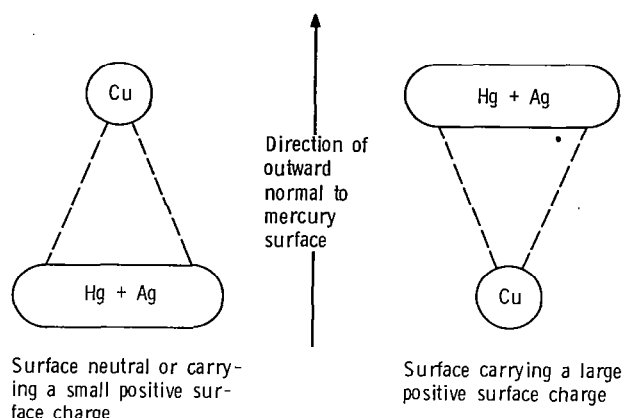 Cu
Hg + Ag
Surface neutral or carry-
ing a small positive sur-
face charge
Direction of
outward
normal to
mercury
surface
Hg + Ag
Cu
Surface carrying a large
positive surface charge